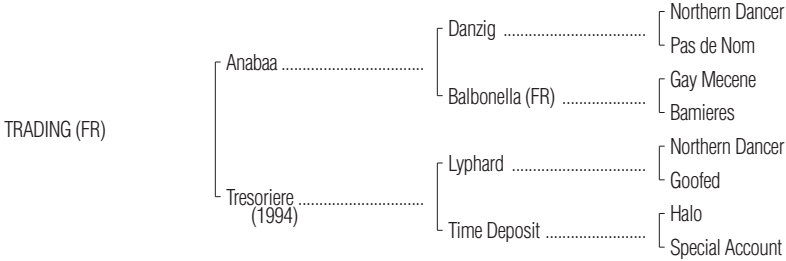 Northern Dancer
Danzig ..................................
Pas de Nom
Anabaa ..................................
Gay Mecene
Balbonella (FR) ....................
Bamieres
TRADING (FR)
Northern Dancer
Lyphard ................................
Goofed
Tresoriere ..............................
(1994)
Halo
Time Deposit ........................
Special Account